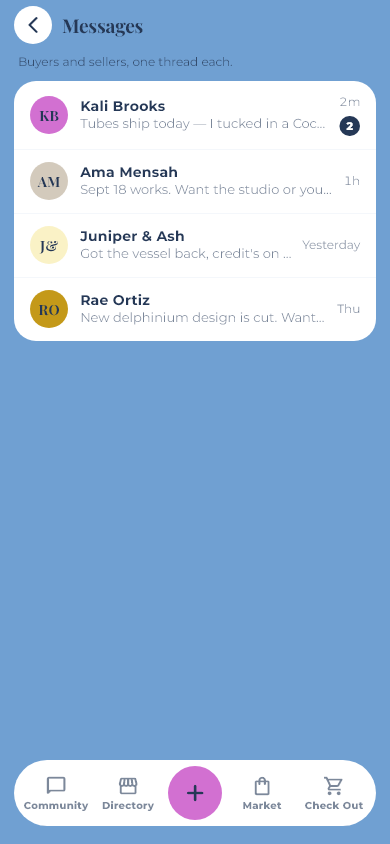 Messages
Buyers and sellers, one thread each.
KB
Kali Brooks
2m
Tubes ship today — I tucked in a Coc...
2
AM
Ama Mensah
1h
Sept 18 works. Want the studio or you...
J&
Juniper & Ash
Yesterday
Got the vessel back, credit's on ...
RO
Rae Ortiz
Thu
New delphinium design is cut. Want...
Community
Directory
Market
Check Out